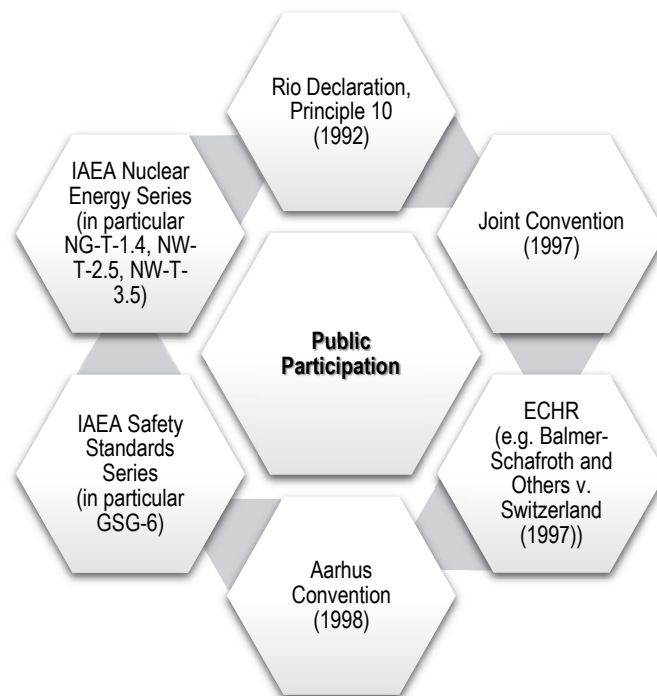 Rio Declaration,
Principle 10
(1992)
Joint Convention
(1997)
ECHR
(e.g. Balmer-
Schafroth and
Others v.
Switzerland
(1997))
Aarhus
Convention
(1998)
IAEA Safety
Standards
Series
(in particular
GSG-6)
IAEA Nuclear
Energy Series
(in particular
NG-T-1.4, NW-
T-2.5, NW-T-
3.5)
Public
Participation